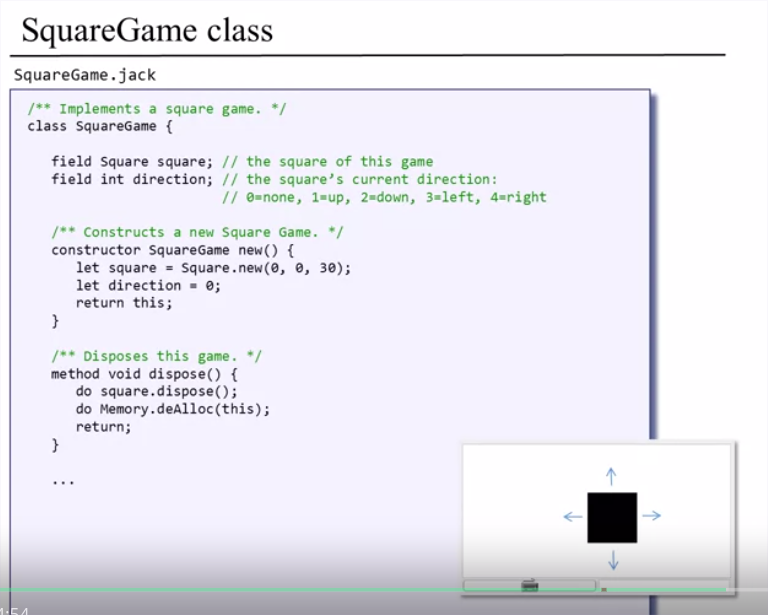 SquareGame class
SquareGame.jack
/** Implements a square game. */
class SquareGame {
field Square square; // the square of this game
field int direction; // the square’s current direction:
// 0=none, 1=up, 2=down, 3=left, 4=right
/** Constructs a new Square Game. */
constructor SquareGame new() {
let square = Square.new(0, 0, 30);
let direction = 0;
return this;
}
/** Disposes this game. */
method void dispose() {
do square.dispose();
do Memory.deAlloc(this);
return;
}
...